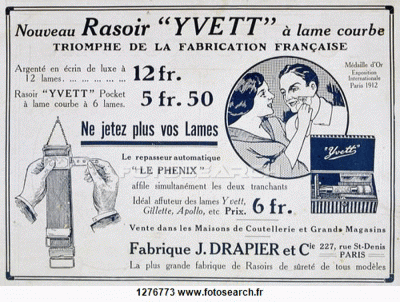 Nouveau Rasoir "YVETT" à lame courbe
TRIOMPHE DE LA FABRICATION FRANÇAISE
Argenté en écrin de luxe à
12 lames. ... ... ... ... ... 12 fr.
Rasoir "YVETT" Pocket
à lame courbe à 6 lames. 5 fr. 50
Médaille d'Or
Exposition
Internationale
Paris 1912
Ne jetez plus vos Lames
"Yvett"
Le repasseur automatique
"LE PHENIX"
affile simultanément les deux tranchants
Idéal affuteur des lames Yvett,
Gillette, Apollo, etc Prix. 6 fr.
Vente dans les Maisons de Coutellerie et Grands Magasins
Fabrique J. DRAPIER et Cie 227, rue St-Denis
PARIS
La plus grande fabrique de Rasoirs de sûreté de tous modèles
1276773 www.fotosearch.fr